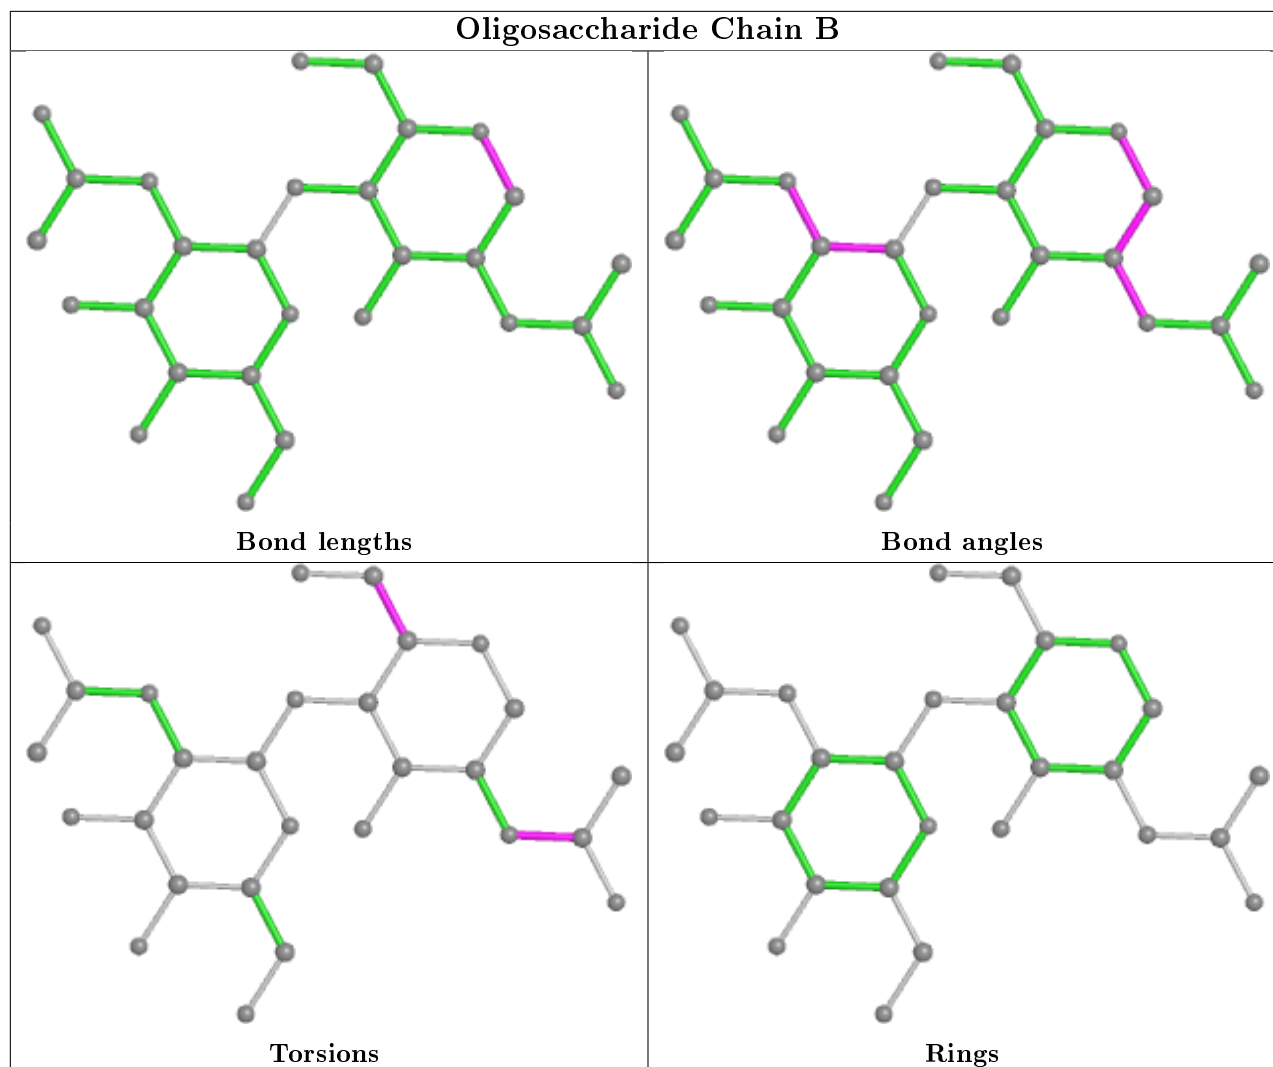 Oligosaccharide Chain B
Bond lengths
Bond angles
Torsions
Rings